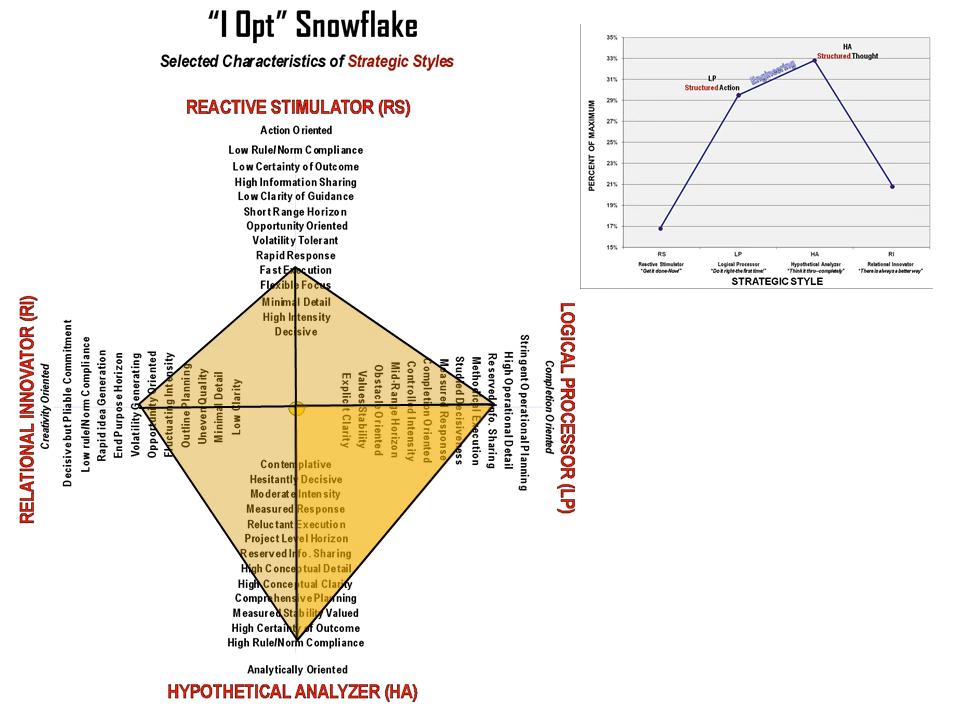 “I Opt” Snowflake
Selected Characteristics of Strategic Styles
REACTIVE STIMULATOR (RS)
Action Oriented
Low Rule/Norm Compliance
Low Certainty of Outcome
High Information Sharing
Low Clarity of Guidance
Short Range Horizon
Opportunity Oriented
Volatility Tolerant
Rapid Response
Fast Execution
Flexible Focus
Minimal Detail
High Intensity
Decisive
RELATIONAL INNOVATOR (RI)
Creativity Oriented
Decisive but Pliable Commitment
Low rule/Norm Compliance
Rapid idea Generation
End Purpose Horizon
Volatility Generating
Opportunity Oriented
Fluctuating Intensity
Outline Planning
Uneven Quality
Minimal Detail
Low Clarity
Explicit Clarity
Values Stability
Obstacle Oriented
Mid-Range Horizon
Controlled Intensity
Completion Oriented
Measured Response
Studied Decisiveness
Methodical Execution
Reserved Info. Sharing
High Operational Detail
Stringent Operational Planning
Completion Oriented
LOGICAL PROCESSOR (LP)
Contemplative
Hesitantly Decisive
Moderate Intensity
Measured Response
Reluctant Execution
Project Level Horizon
Reserved Info. Sharing
High Conceptual Detail
High Conceptual Clarity
Comprehensive Planning
Measured Stability Valued
High Certainty of Outcome
High Rule/Norm Compliance
Analytically Oriented
HYPOTHETICAL ANALYZER (HA)
PERCENT OF MAXIMUM
35%
33%
31%
29%
27%
25%
23%
21%
19%
17%
15%
LP
Structured Action
Engineering
HA
Structured Thought
RS LP HA RI
Reactive Stimulator Logical Processor Hypothetical Analyzer Relational Innovator
"Get it done-Now!" "Do it right-the first time!" "Think it thru--completely" "There is always a better way"
STRATEGIC STYLE